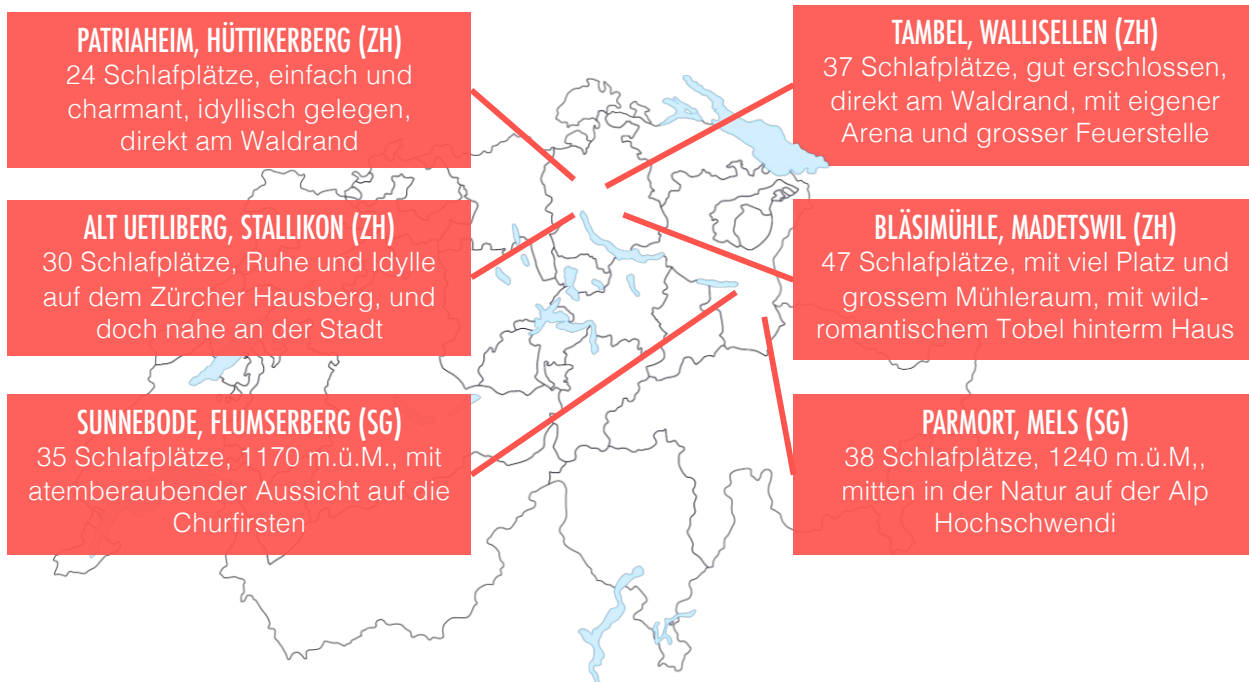 PATRIAHEIM, HÜTTIKERBERG (ZH)
24 Schlafplätze, einfach und
charmant, idyllisch gelegen,
direkt am Waldrand
TAMBEL, WALLISELLEN (ZH)
37 Schlafplätze, gut erschlossen,
direkt am Waldrand, mit eigener
Arena und grosser Feuerstelle
ALT UETLIBERG, STALLIKON (ZH)
30 Schlafplätze, Ruhe und Idylle
auf dem Zürcher Hausberg, und
doch nahe an der Stadt
BLÄSIMÜHLE, MADETSWIL (ZH)
47 Schlafplätze, mit viel Platz und
grossem Mühleraum, mit wild-
romantischem Tobel hinterm Haus
SUNNEBODE, FLUMSERBERG (SG)
35 Schlafplätze, 1170 m.ü.M., mit
atemberaubender Aussicht auf die
Churfirsten
PARMORT, MELS (SG)
38 Schlafplätze, 1240 m.ü.M,,
mitten in der Natur auf der Alp
Hochschwendi